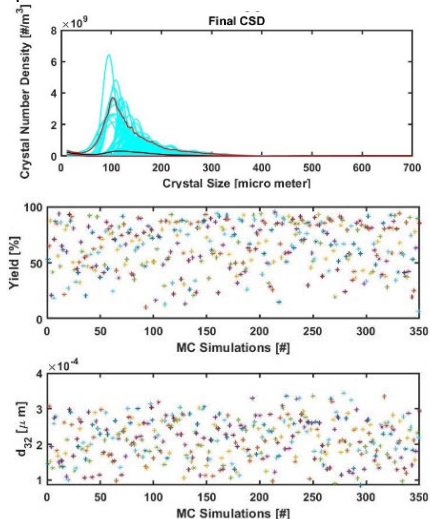 Final CSD
×10⁹
Crystal Number Density [#/m³]
8
6
4
2
0
0 100 200 300 400 500 600 700
Crystal Size [micro meter]
Yield [%]
100
50
0
0 50 100 150 200 250 300 350
MC Simulations [#]
×10⁻⁴
d₃₂ [μ m]
4
3
2
1
0 50 100 150 200 250 300 350
MC Simulations [#]